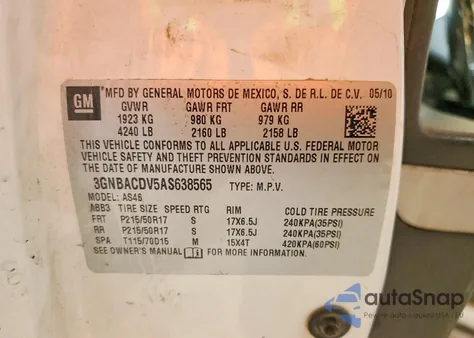 GM
MFD BY GENERAL MOTORS DE MEXICO, S. DE R.L. DE C.V. 05/10
GVWR GAWR FRT GAWR RR
1923 KG 980 KG 979 KG
4240 LB 2160 LB 2158 LB
THIS VEHICLE CONFORMS TO ALL APPLICABLE U.S. FEDERAL MOTOR
VEHICLE SAFETY AND THEFT PREVENTION STANDARDS IN EFFECT ON
THE DATE OF MANUFACTURE SHOWN ABOVE.
3GNBACDV5AS638565 TYPE: M.P.V.
MODEL: AS46
ABB3 TIRE SIZE SPEED RTG RIM COLD TIRE PRESSURE
FRT P215/50R17 S 17X6.5J 240KPA(35PSI)
RR P215/50R17 S 17X6.5J 240KPA(35PSI)
SPA T115/70D15 M 15X4T 420KPA(60PSI)
SEE OWNER'S MANUAL FOR MORE INFORMATION.
autoSnap